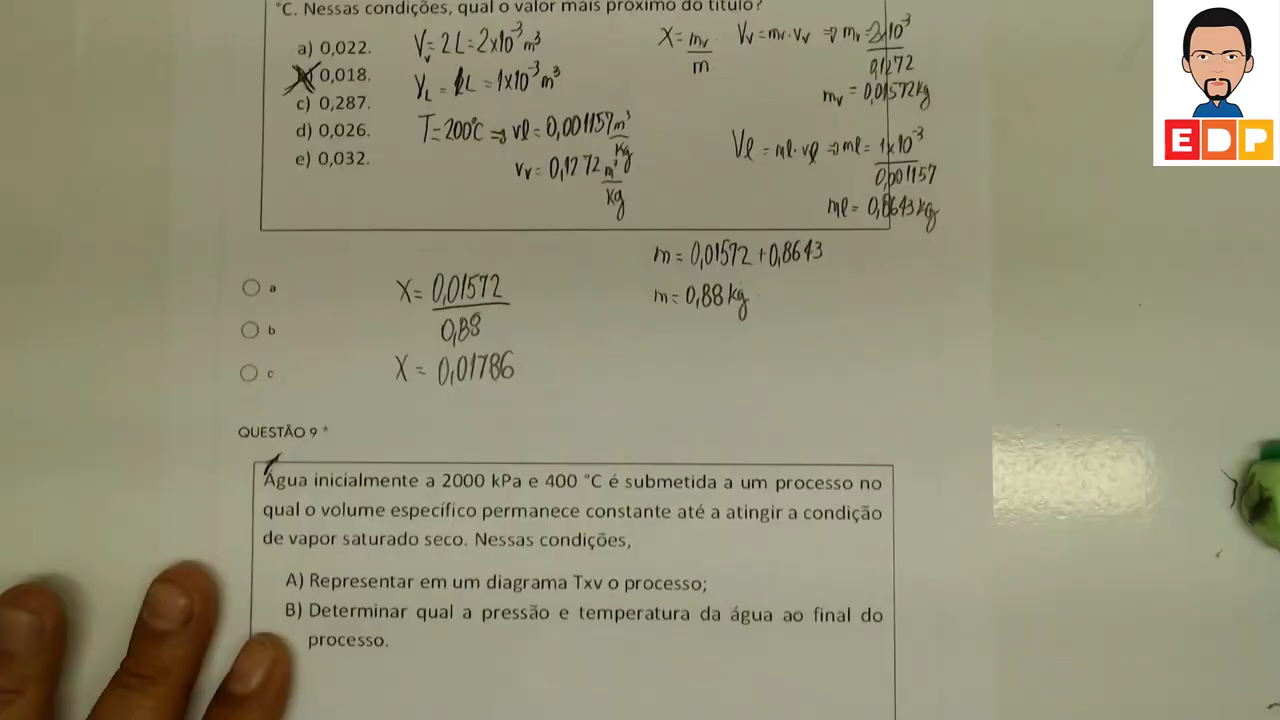 °C. Nessas condições, qual o valor mais próximo do título?
a) 0,022.
b) 0,018.
c) 0,287.
d) 0,026.
e) 0,032.
Vv = 2L = 2x10⁻³ m³
VL = 1L = 1x10⁻³ m³
T = 200°C ⇒ vl = 0,001157 m³/kg
vv = 0,1272 m³/kg
X = mv/m
Vv = mv·vv ⇒ mv = 2x10⁻³/0,1272
mv = 0,01572 kg
Vl = ml·vl ⇒ ml = 1x10⁻³/0,001157
ml = 0,8643 kg
m = 0,01572 + 0,8643
m = 0,88 kg
X = 0,01572/0,88
X = 0,01786
a
b
c
QUESTÃO 9 *
Água inicialmente a 2000 kPa e 400 °C é submetida a um processo no
qual o volume específico permanece constante até a atingir a condição
de vapor saturado seco. Nessas condições,
A) Representar em um diagrama Txv o processo;
B) Determinar qual a pressão e temperatura da água ao final do
processo.
EDP